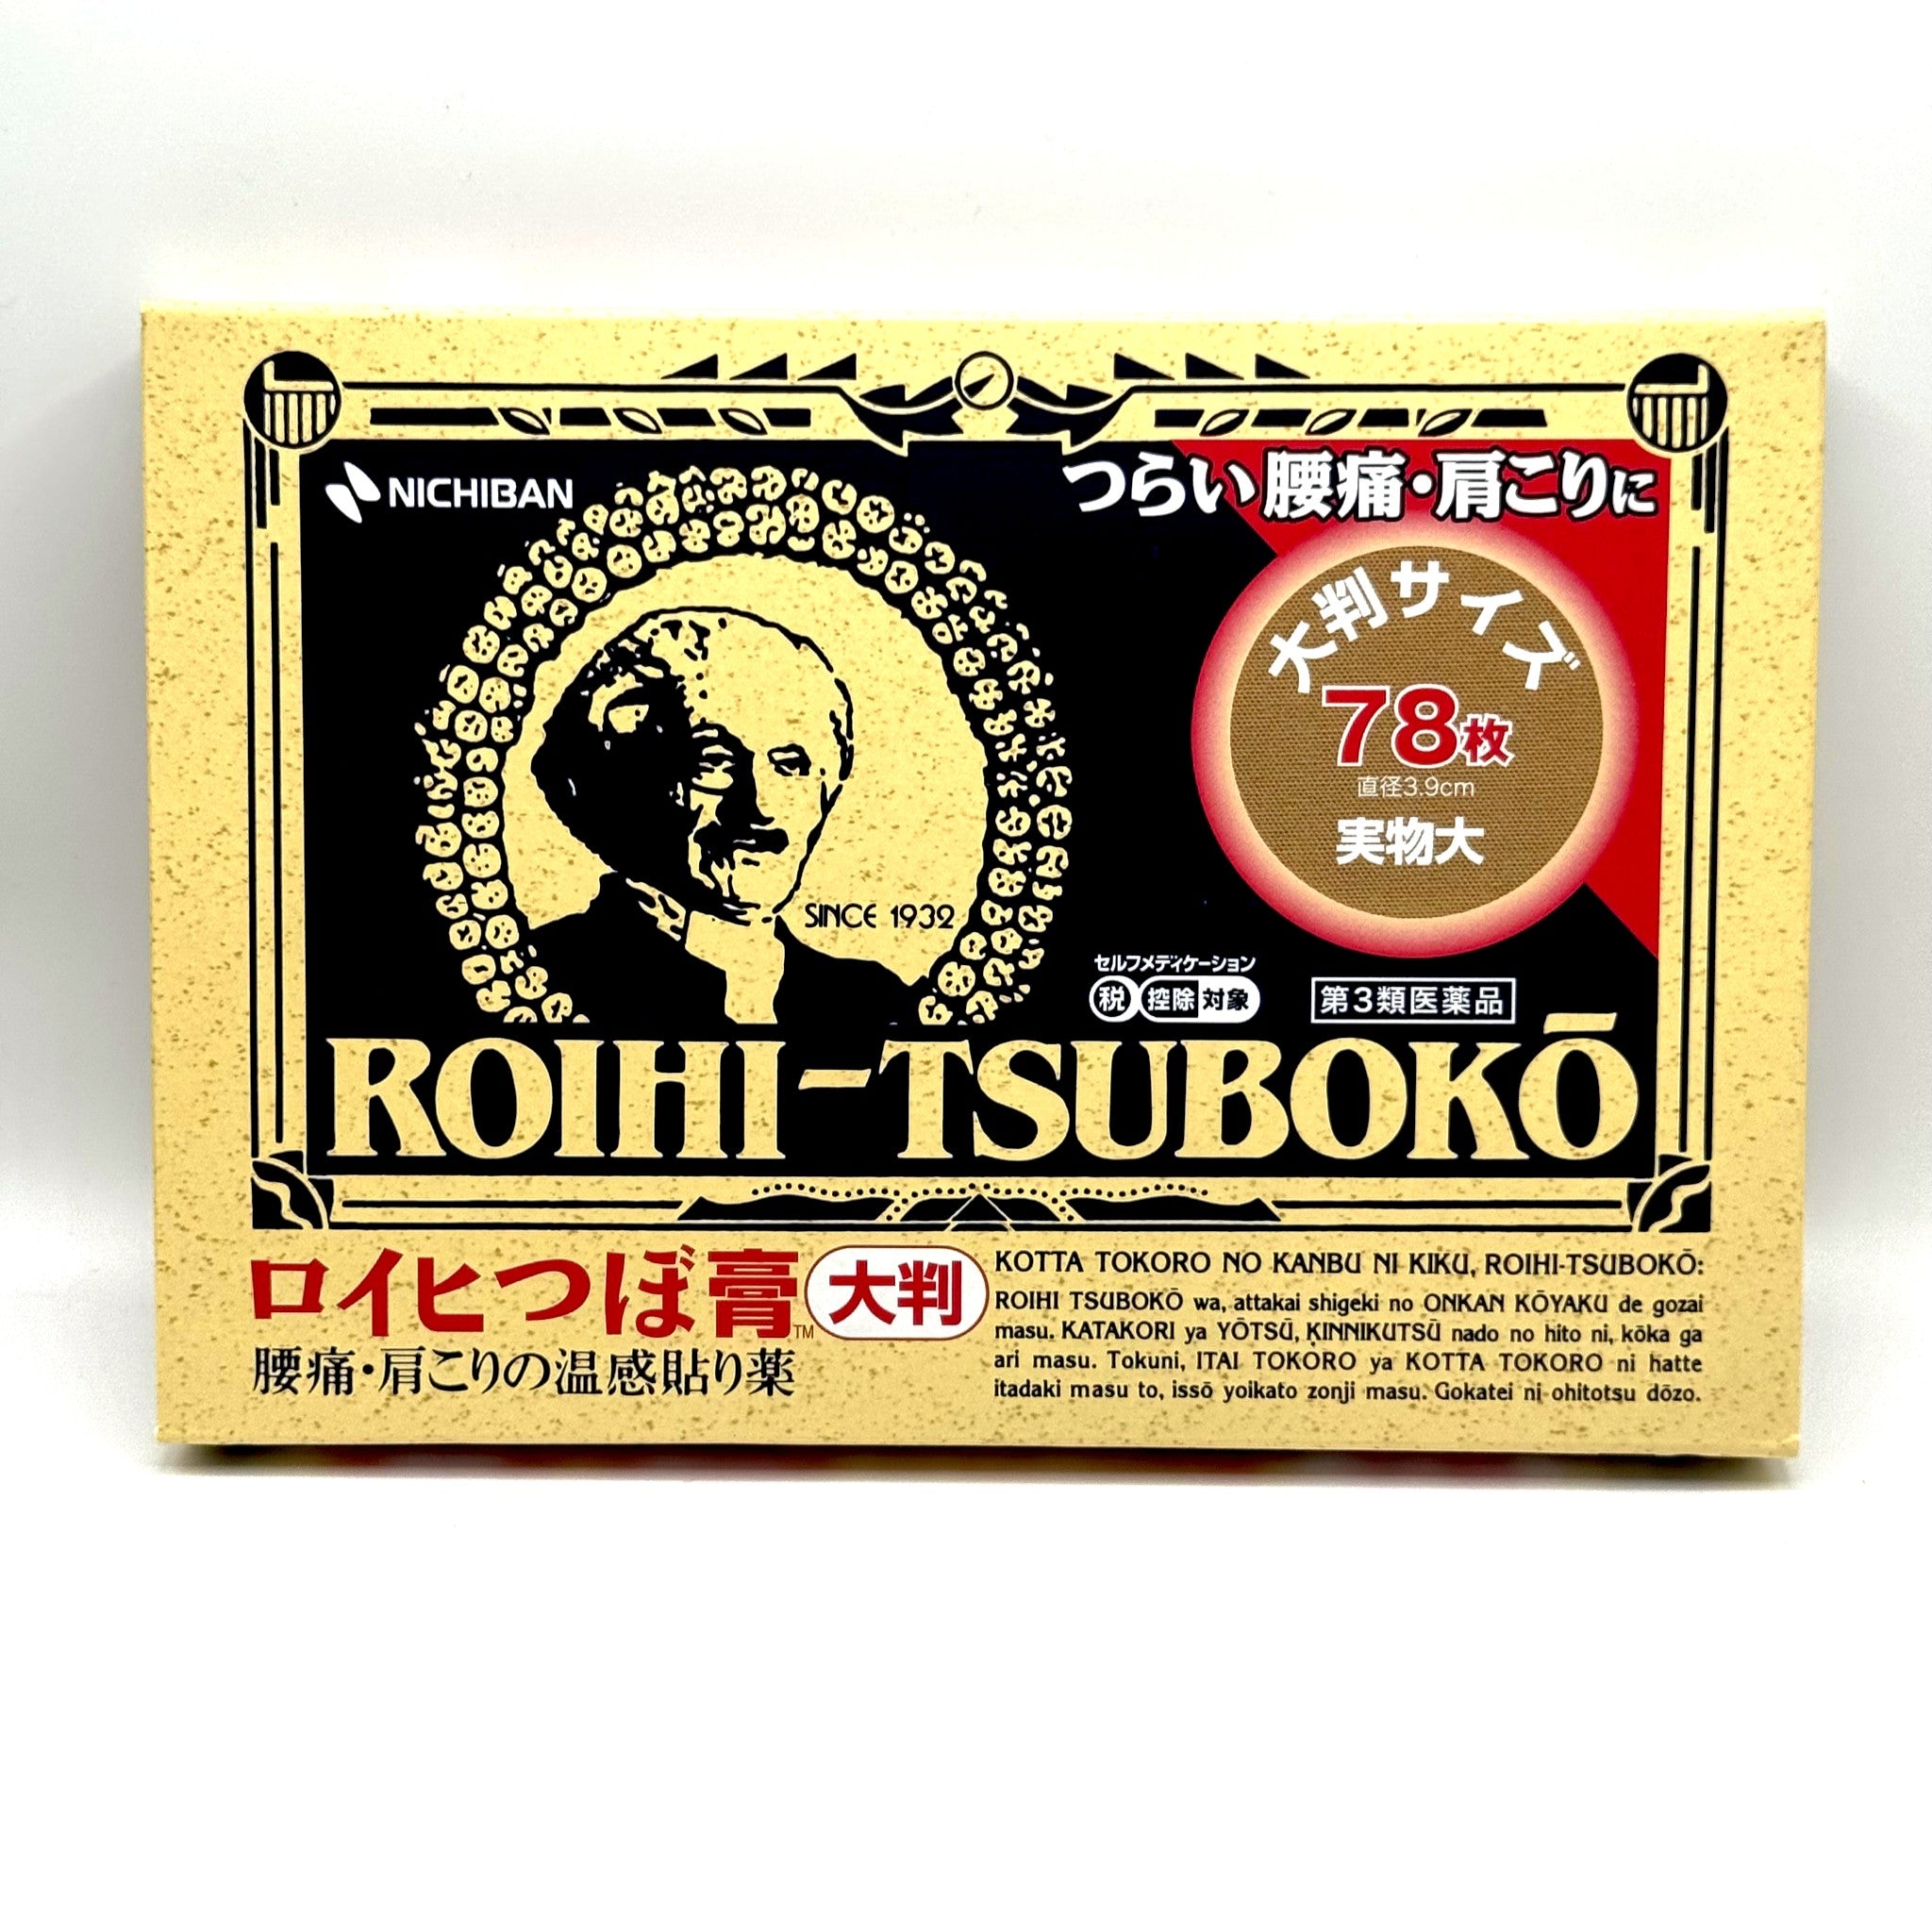 NICHIBAN
つらい腰痛・肩こりに
大判サイズ
78枚
直径3.9cm
実物大
SINCE 1932
セルフメディケーション
税 控除 対象
第3類医薬品
ROIHI-TSUBOKŌ
ロイヒつぼ膏™ 大判
腰痛・肩こりの温感貼り薬
KOTTA TOKORO NO KANBU NI KIKU, ROIHI-TSUBOKŌ:
ROIHI TSUBOKŌ wa, attakai shigeki no ONKAN KŌYAKU de gozai
masu. KATAKORI ya YŌTSŪ, KINNIKUTSŪ nado no hito ni, kōka ga
ari masu. Tokuni, ITAI TOKORO ya KOTTA TOKORO ni hatte
itadaki masu to, issō yoikato zonji masu. Gokatei ni ohitotsu dōzo.